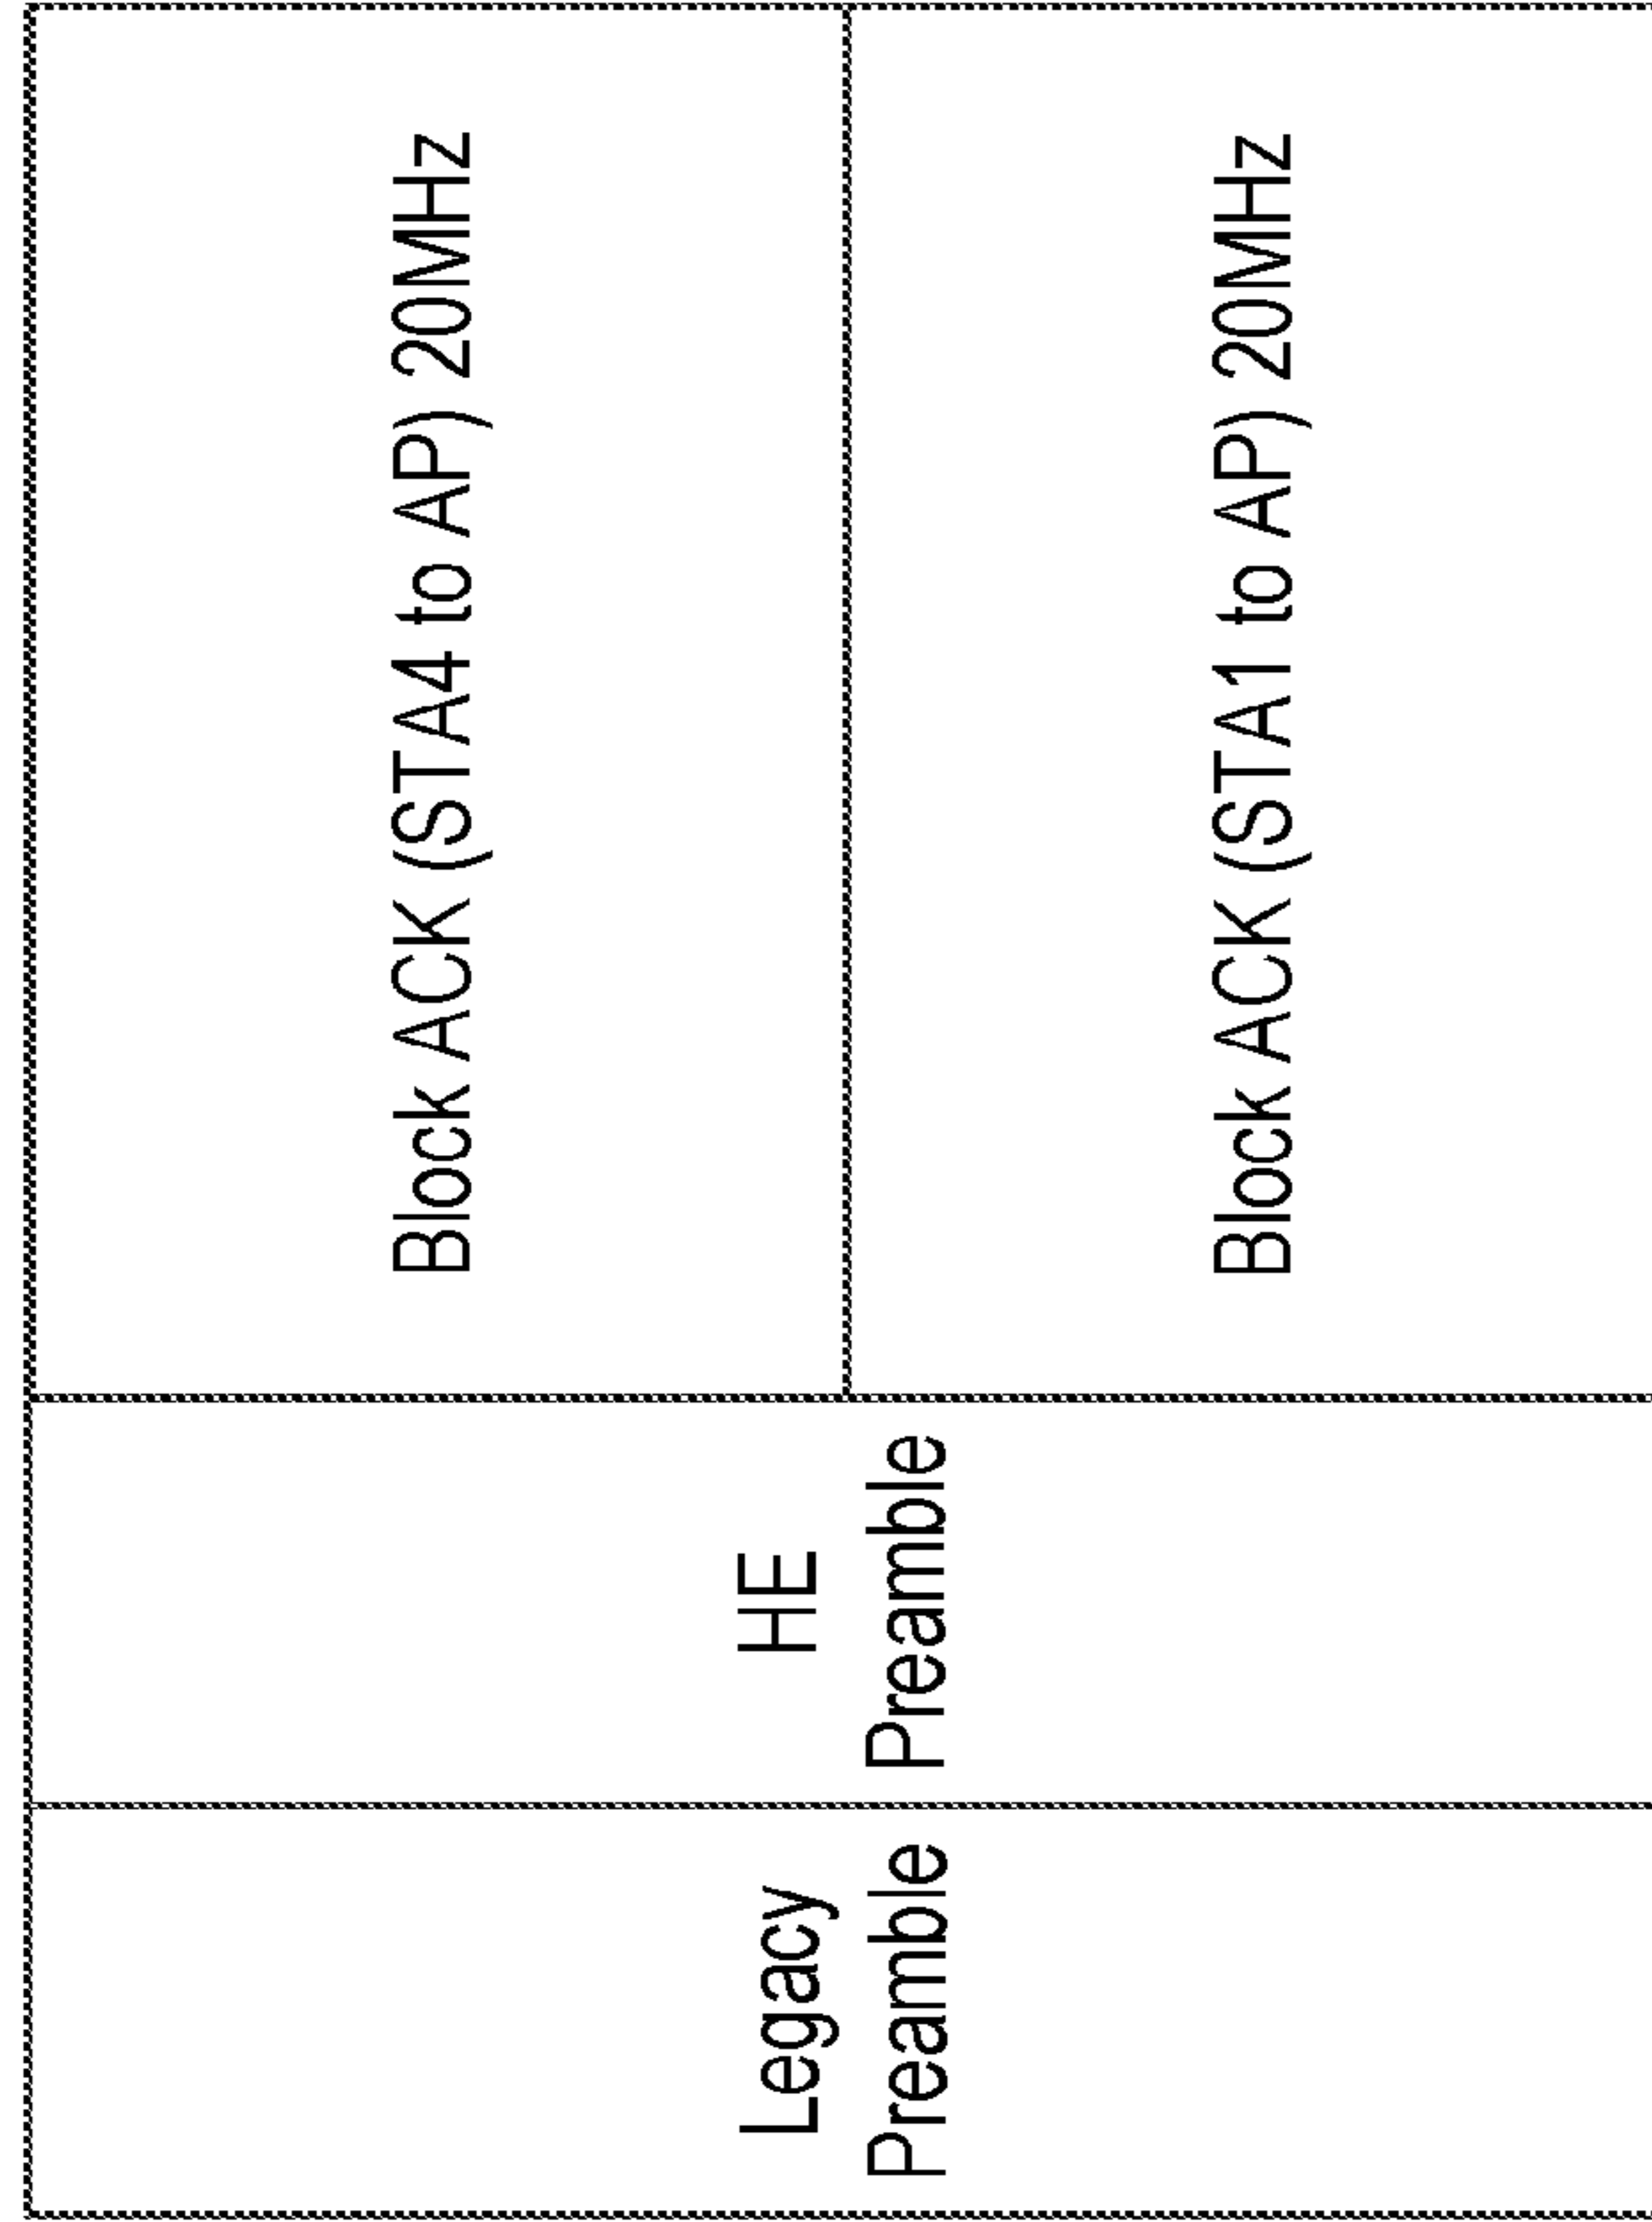 Legacy
Preamble
HE
Preamble
Block ACK (STA4 to AP) 20MHz
Block ACK (STA1 to AP) 20MHz